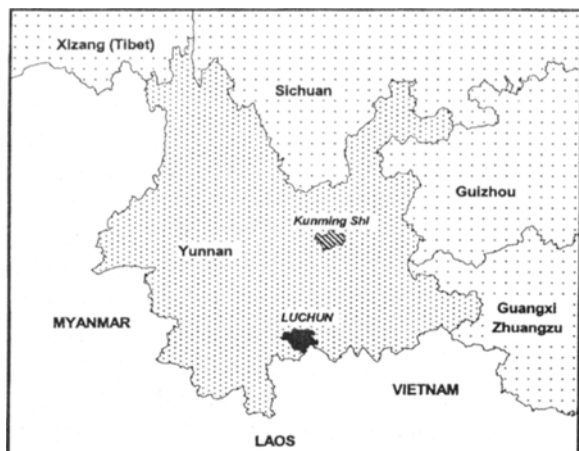 Xizang (Tibet)
Sichuan
Guizhou
Kunming Shi
Yunnan
Guangxi
Zhuangzu
MYANMAR
LUCHUN
VIETNAM
LAOS